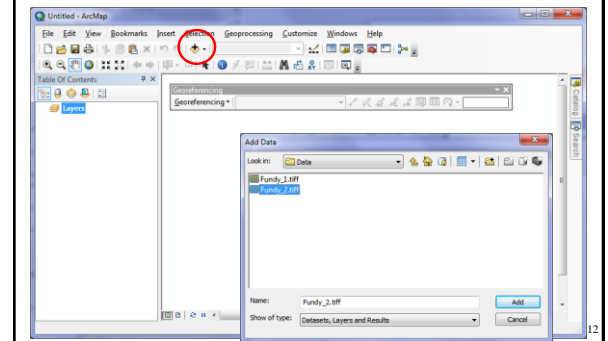 Untitled - ArcMap
File Edit View Bookmarks Insert Selection Geoprocessing Customize Windows Help
Table Of Contents
Layers
Georeferencing
Georeferencing
Catalog
Search
Add Data
Look in: Data
Fundy_1.tiff
Fundy_2.tiff
Name: Fundy_2.tiff Add
Show of type: Datasets, Layers and Results Cancel
12